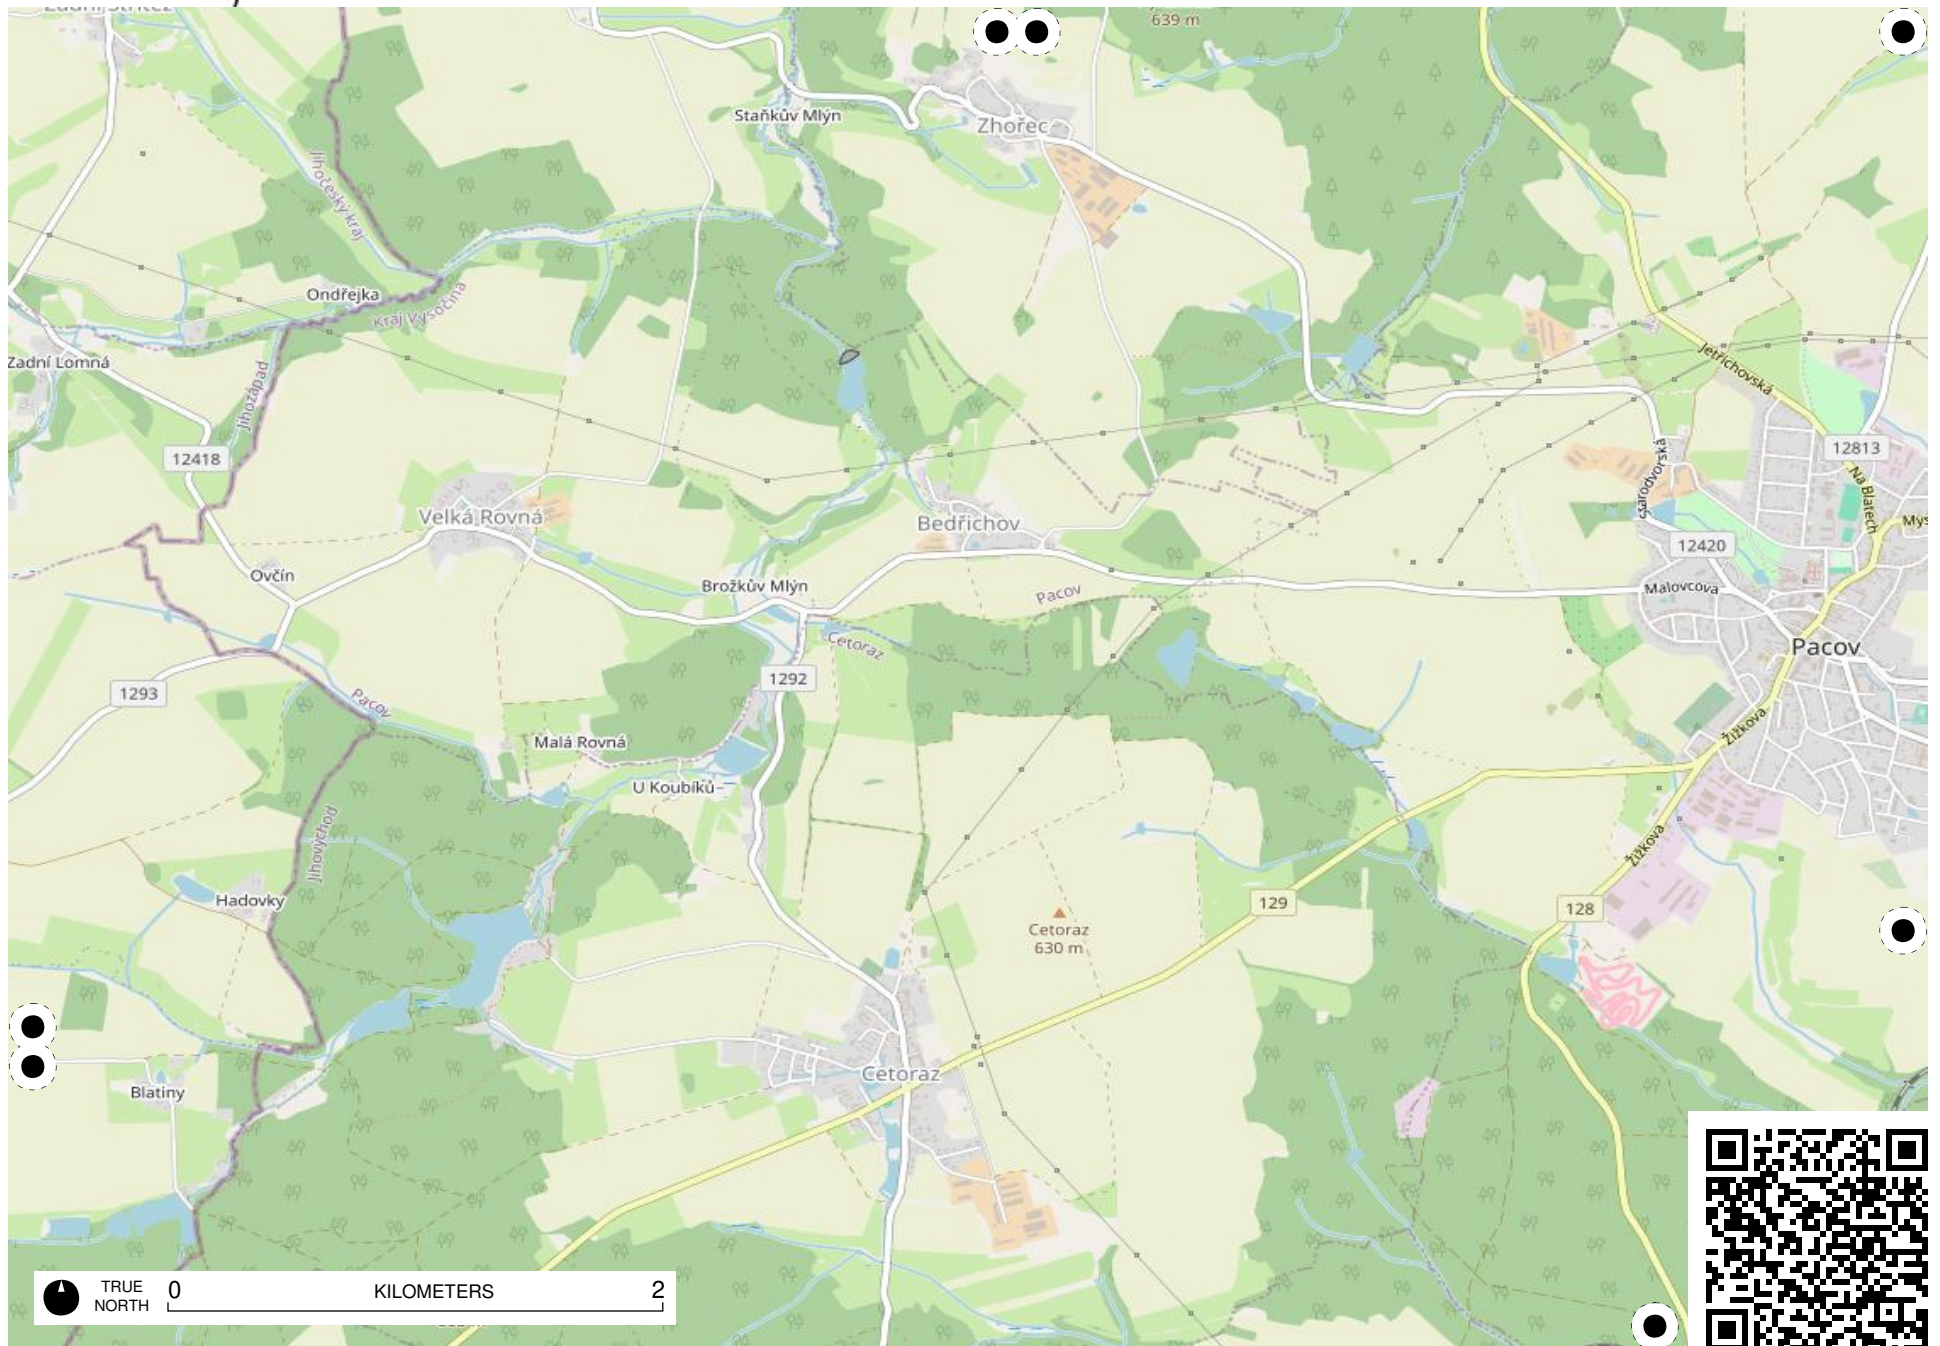 639 m
Staňkův Mlýn
Zhořec
Jihočeský kraj
Ondřejka
Kraj Vysočina
Zadní Lomná
Jihozápad
Jetřichovská
12418
12813
Starodvorská
Na Blatech
Velká Rovná
Bedřichov
Mys
12420
Ovčín
Brožkův Mlýn
Pacov
Malovcova
Cetoraz
Pacov
1292
1293
Pacov
Žižkova
Malá Rovná
U Koubíků
Jihovýchod
Žižkova
Hadovky
129
128
Cetoraz
630 m
Cetoraz
Blatiny
TRUE
NORTH
0
KILOMETERS
2